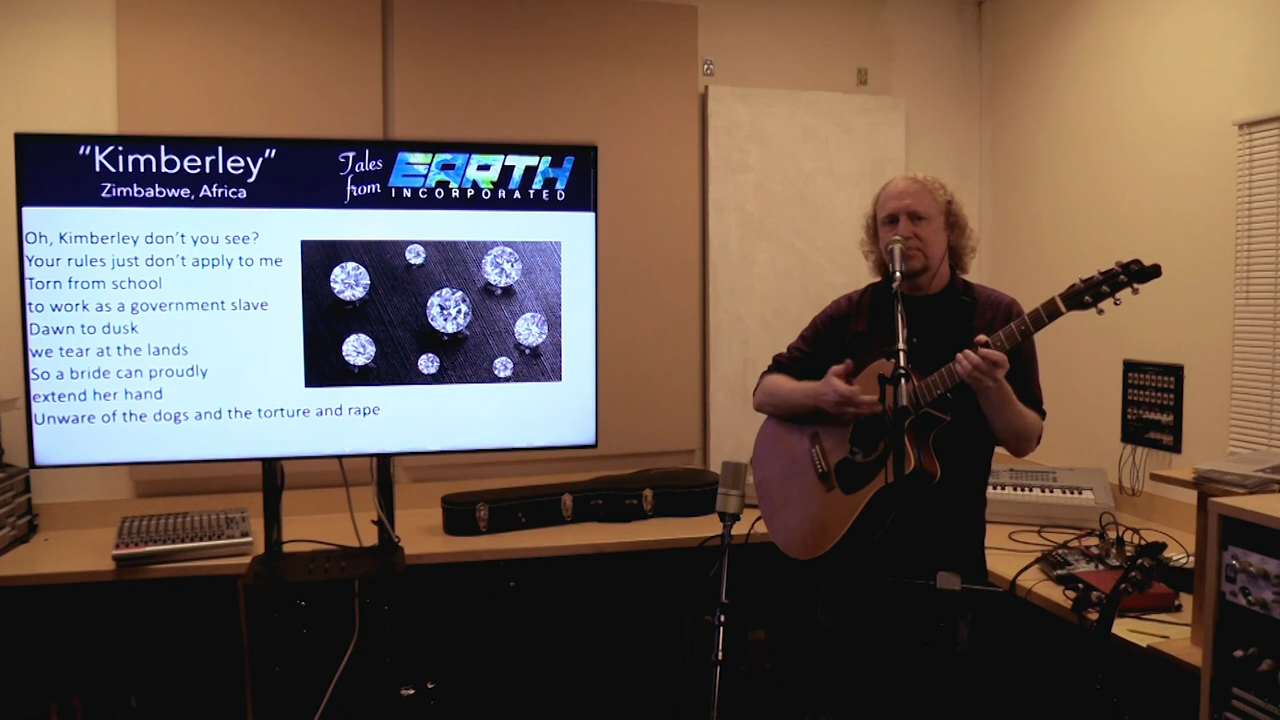 "Kimberley"
Zimbabwe, Africa
Tales
from
EARTH
INCORPORATED
Oh, Kimberley don't you see?
Your rules just don't apply to me
Torn from school
to work as a government slave
Dawn to dusk
we tear at the lands
So a bride can proudly
extend her hand
Unware of the dogs and the torture and rape